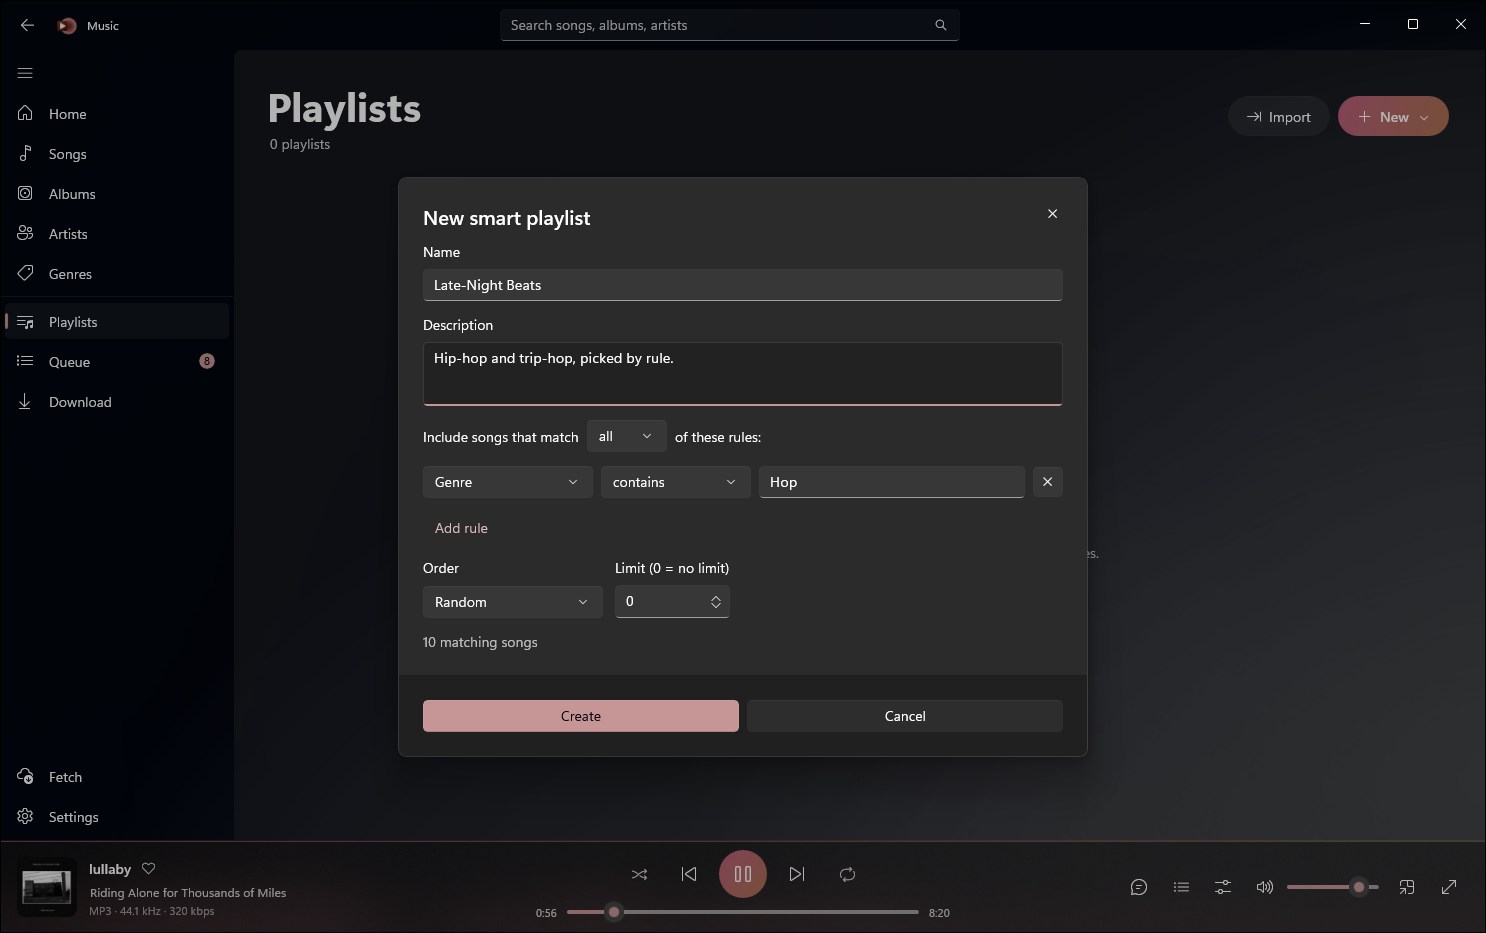 Music
Search songs, albums, artists
Home
Songs
Albums
Artists
Genres
Playlists
Queue
8
Download
Fetch
Settings
Playlists
0 playlists
Import
New
New smart playlist
Name
Late-Night Beats
Description
Hip-hop and trip-hop, picked by rule.
Include songs that match all of these rules:
Genre contains Hop
Add rule
Order Limit (0 = no limit)
Random 0
10 matching songs
es.
Create Cancel
lullaby
Riding Alone for Thousands of Miles
MP3 · 44.1 kHz · 320 kbps
0:56 8:20